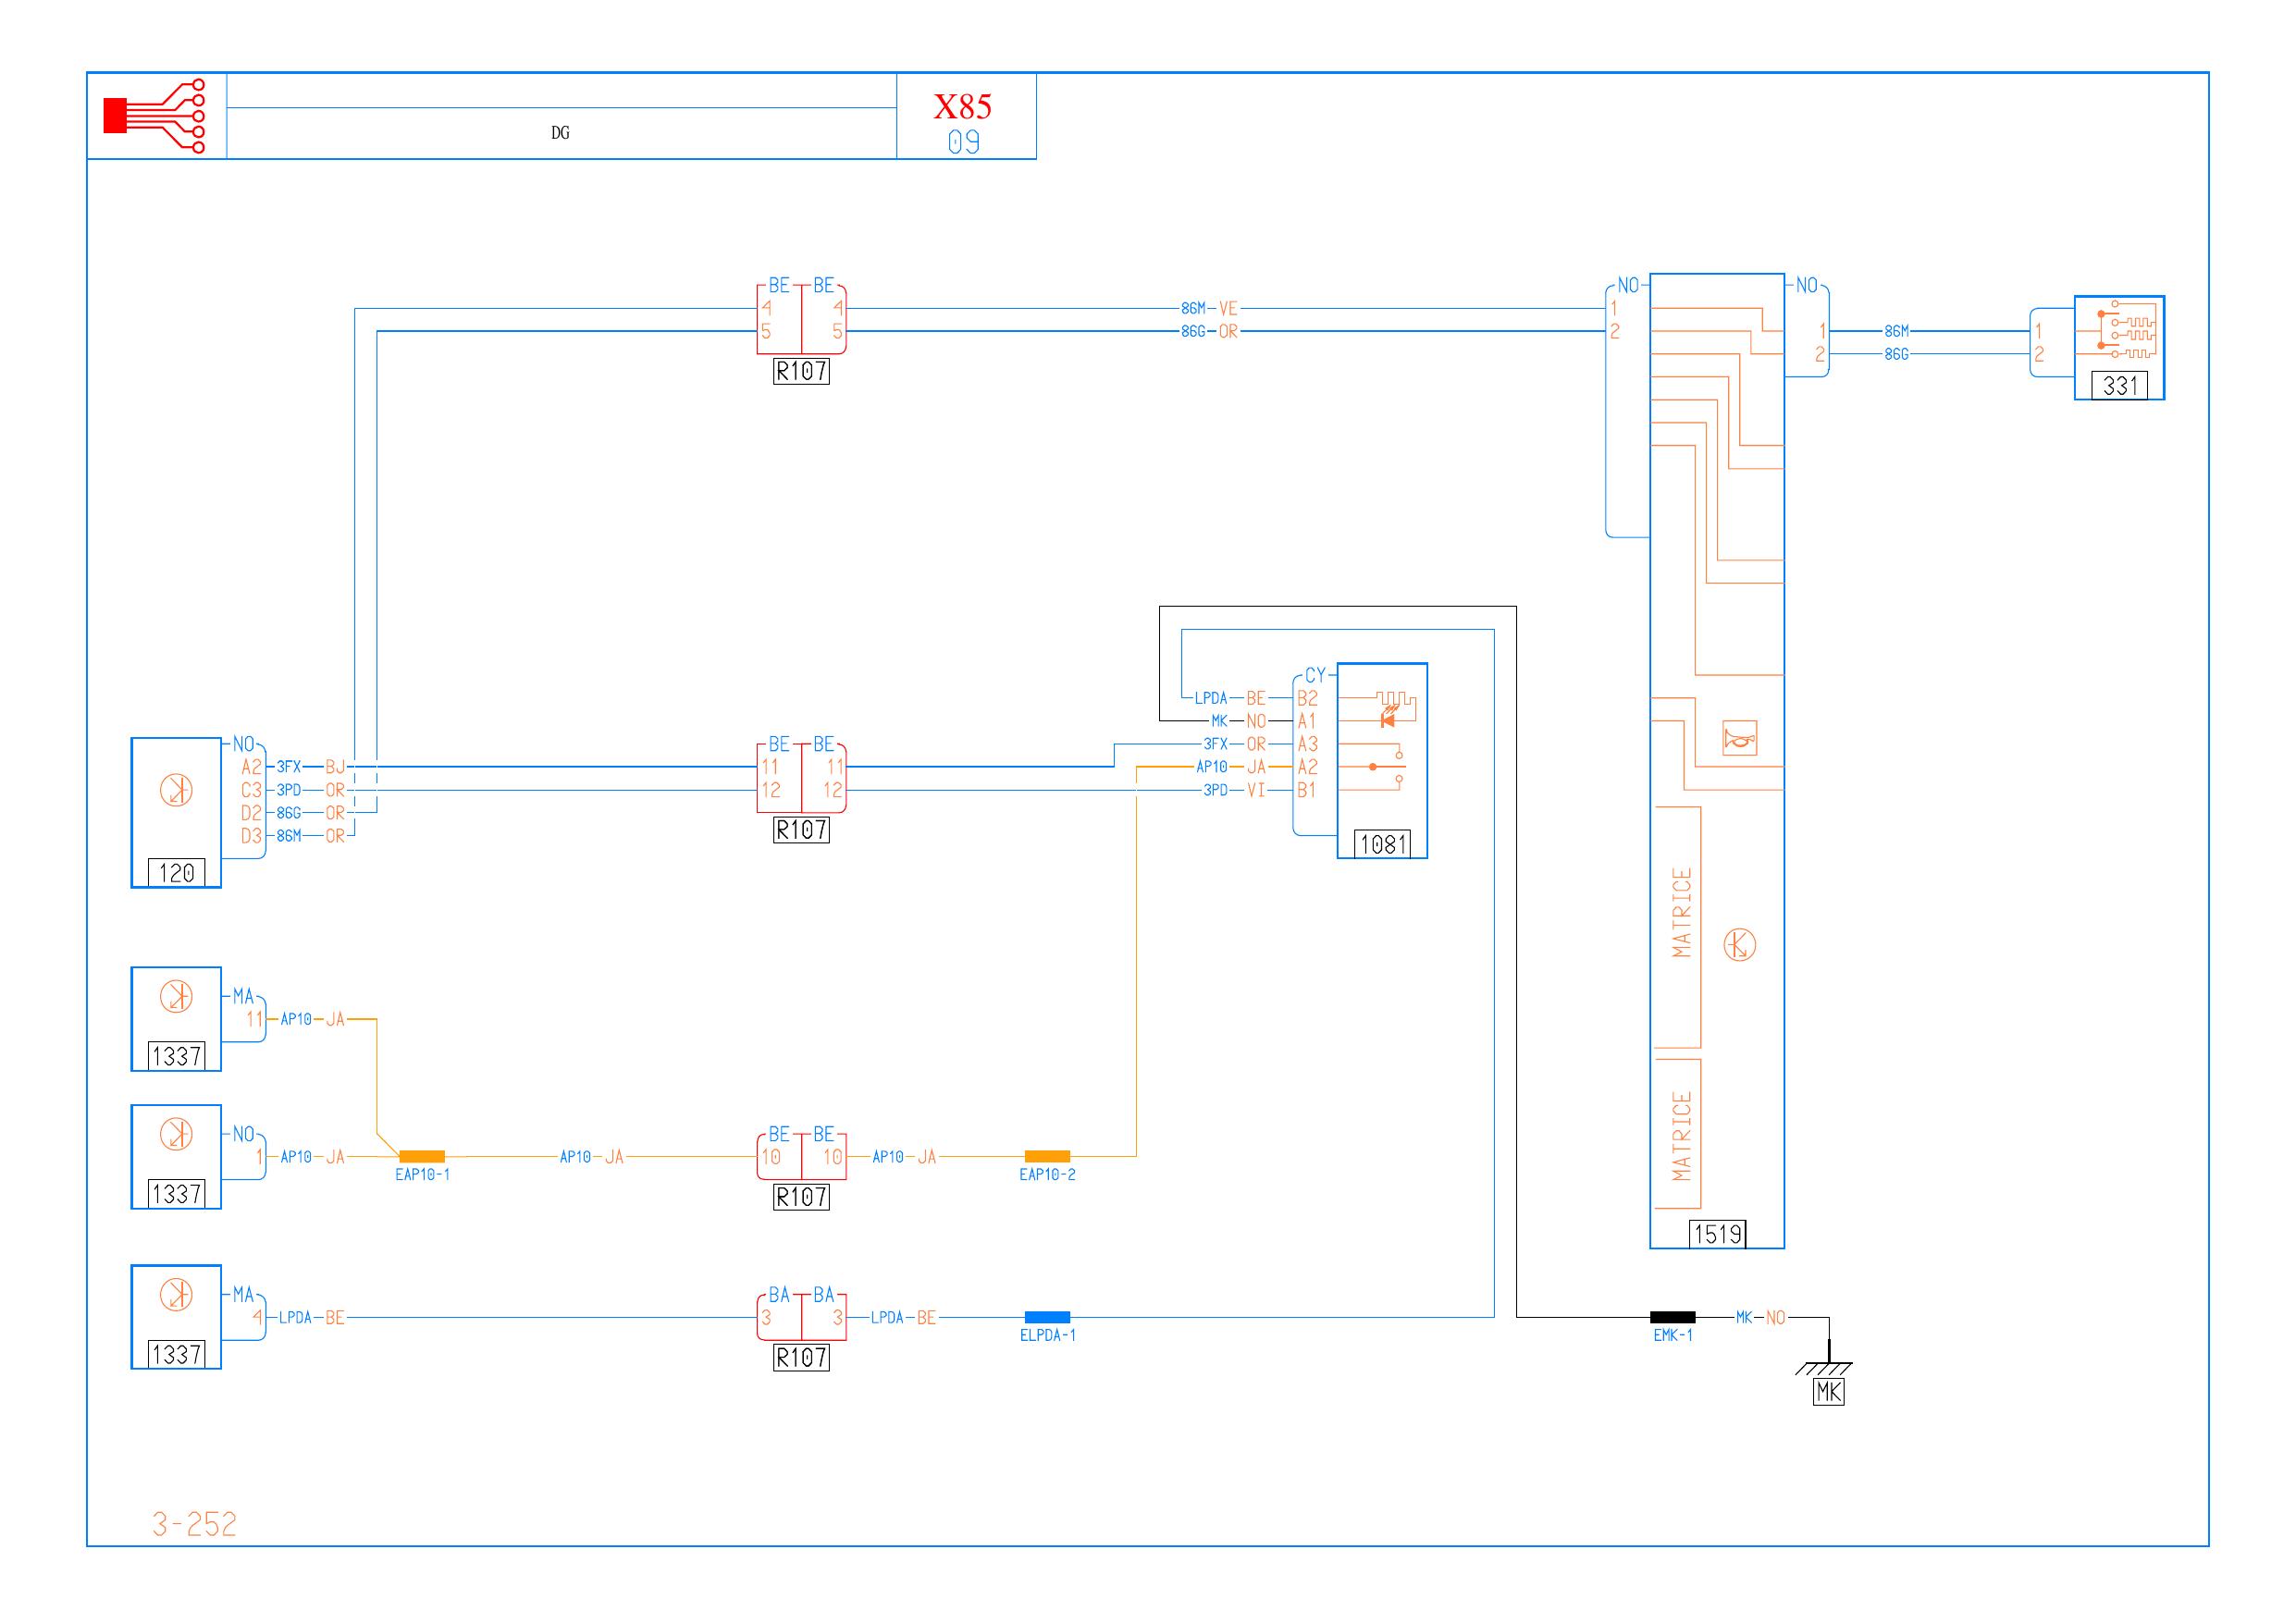 DG
X85
09
BE BE
4 4
5 5
R107
86M VE
86G OR
NO
1
2
NO
1
2
86M
86G
1
2
331
CY
LPDA BE B2
MK NO A1
3FX OR A3
AP10 JA A2
3PD VI B1
1081
NO
A2 3FX BJ
C3 3PD OR
D2 86G OR
D3 86M OR
120
BE BE
11 11
12 12
R107
MATRICE
MATRICE
1519
MA
11 AP10 JA
1337
NO
1 AP10 JA
1337
EAP10-1
AP10 JA
BE BE
10 10
R107
AP10 JA
EAP10-2
MA
4 LPDA BE
1337
BA BA
3 3
R107
LPDA BE
ELPDA-1
EMK-1
MK NO
MK
3-252